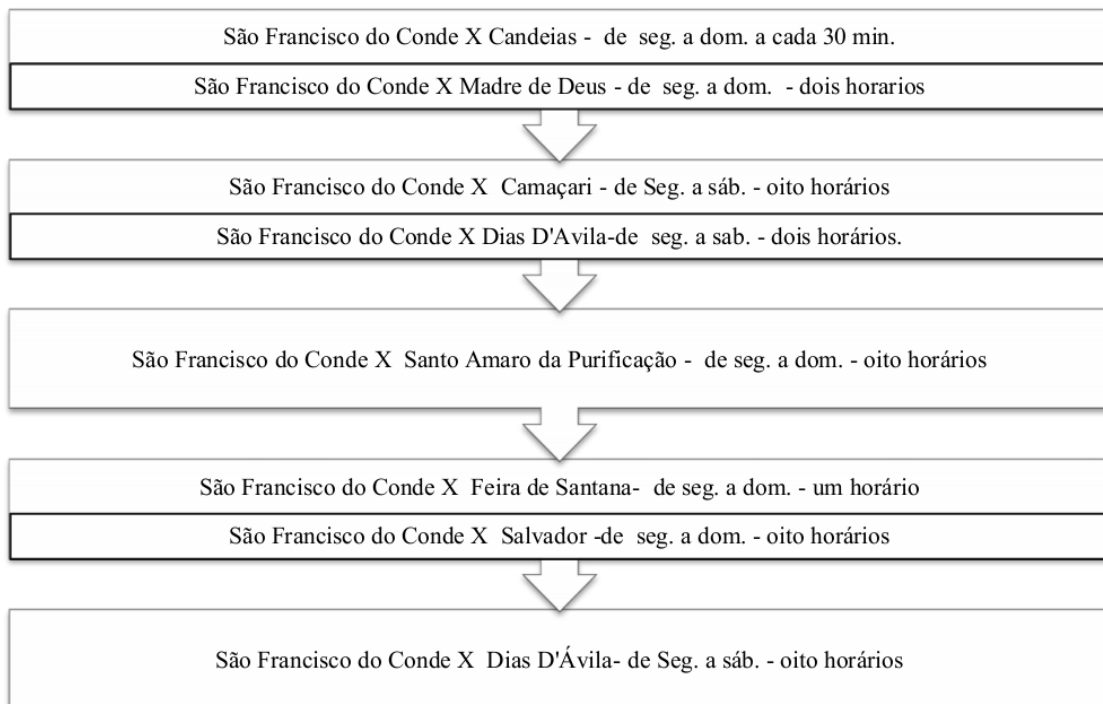 São Francisco do Conde X Candeias - de seg. a dom. a cada 30 min.
São Francisco do Conde X Madre de Deus - de seg. a dom. - dois horarios
São Francisco do Conde X Camaçari - de Seg. a sáb. - oito horários
São Francisco do Conde X Dias D'Avila-de seg. a sab. - dois horários.
São Francisco do Conde X Santo Amaro da Purificação - de seg. a dom. - oito horários
São Francisco do Conde X Feira de Santana- de seg. a dom. - um horário
São Francisco do Conde X Salvador -de seg. a dom. - oito horários
São Francisco do Conde X Dias D'Ávila- de Seg. a sáb. - oito horários